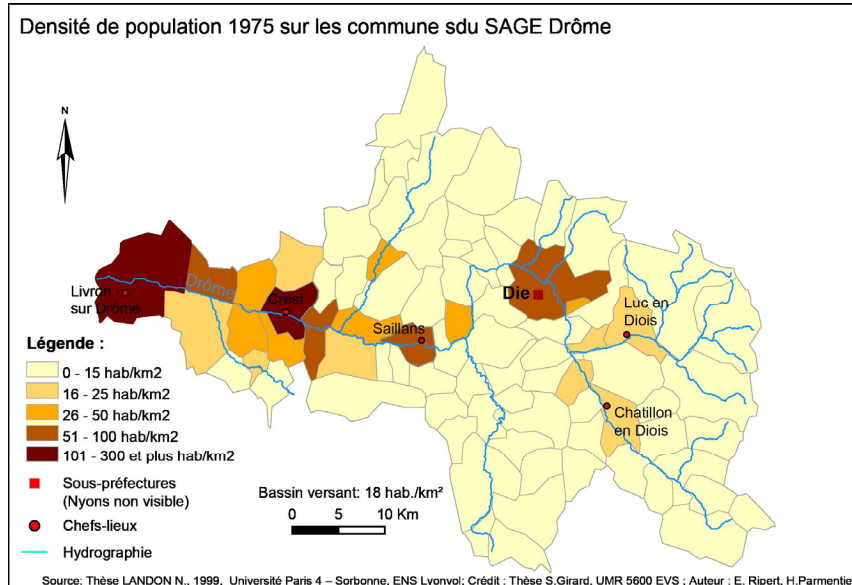 Densité de population 1975 sur les commune sdu SAGE Drôme
N
Drôme
Livron
sur Drôme
Crest
Saillans
Die
Luc en
Diois
Chatillon
en Diois
Légende :
0 - 15 hab/km2
16 - 25 hab/km2
26 - 50 hab/km2
51 - 100 hab/km2
101 - 300 et plus hab/km2
Sous-préfectures
(Nyons non visible)
Chefs-lieux
Hydrographie
Bassin versant: 18 hab./km²
0 5 10 Km
Source: Thèse LANDON N., 1999, Université Paris 4 – Sorbonne, ENS Lyonvol; Crédit : Thèse S.Girard, UMR 5600 EVS ; Auteur : E. Ripert, H.Parmentie